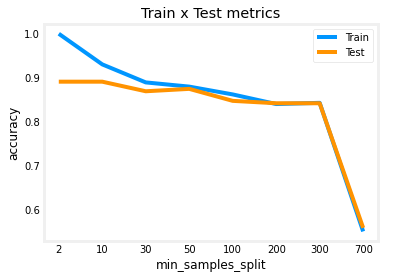 Train x Test metrics
1.0
0.9
0.8
0.7
0.6
accuracy
Train
Test
2 10 30 50 100 200 300 700
min_samples_split